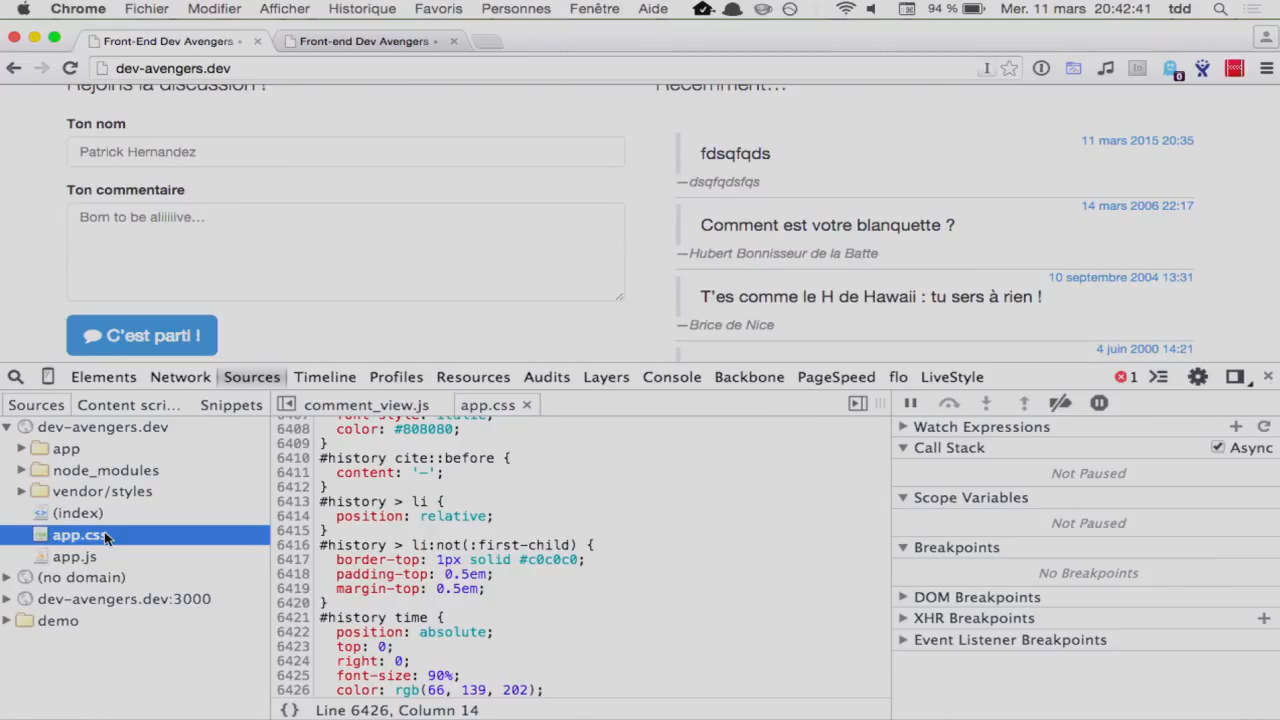 Chrome Fichier Modifier Afficher Historique Favoris Personnes Fenêtre Aide 94 % Mer. 11 mars 20:42:41 tdd
Front-End Dev Avengers • × Front-end Dev Avengers • ×
dev-avengers.dev
Rejoins la discussion ! Récemment…
Ton nom
Patrick Hernandez
Ton commentaire
Born to be aliiiiive…
C'est parti !
11 mars 2015 20:35
fdsqfqds
—dsqfqdsfqs
14 mars 2006 22:17
Comment est votre blanquette ?
—Hubert Bonnisseur de la Batte
10 septembre 2004 13:31
T'es comme le H de Hawaii : tu sers à rien !
—Brice de Nice
4 juin 2000 14:21
Elements Network Sources Timeline Profiles Resources Audits Layers Console Backbone PageSpeed flo LiveStyle 1
Sources Content scri... Snippets
dev-avengers.dev
app
node_modules
vendor/styles
(index)
app.css
app.js
(no domain)
dev-avengers.dev:3000
demo
comment_view.js app.css ×
6407 font-style: italic;
6408 color: #808080;
6409 }
6410 #history cite::before {
6411 content: '—';
6412 }
6413 #history > li {
6414 position: relative;
6415 }
6416 #history > li:not(:first-child) {
6417 border-top: 1px solid #c0c0c0;
6418 padding-top: 0.5em;
6419 margin-top: 0.5em;
6420 }
6421 #history time {
6422 position: absolute;
6423 top: 0;
6424 right: 0;
6425 font-size: 90%;
6426 color: rgb(66, 139, 202);
{} Line 6426, Column 14
Watch Expressions
Call Stack Async
Not Paused
Scope Variables
Not Paused
Breakpoints
No Breakpoints
DOM Breakpoints
XHR Breakpoints
Event Listener Breakpoints